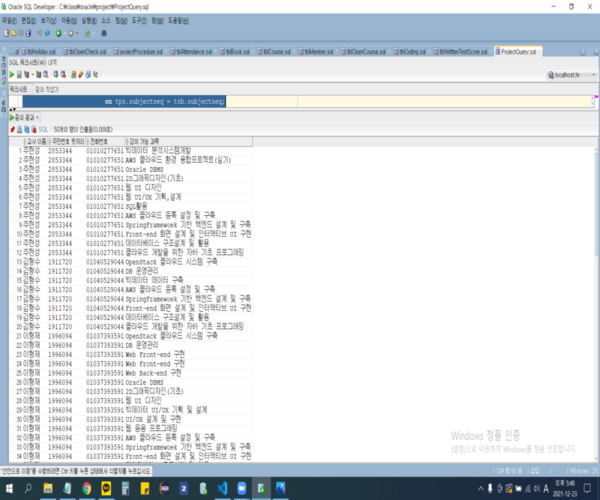 Oracle SQL Developer : C:₩class₩oracle₩project₩ProjectQuery.sql
파일(F) 편집(E) 보기(V) 이동(N) 실행(R) 소스 팀(M) 도구(T) 창(W) 도움말(H)
tblHoliday.sql tblOpenCheck.sql projectProcedure.sql tblAttendance.sql tblBook.sql tblCourse.sql tblMember.sql tblOpenCourse.sql tblOuting.sql tblWrittenTestScore.sql ProjectQuery.sql
SQL 워크시트(W) 내역
localhost.hr
워크시트 질의 작성기
on tps.subjectseq = tsb.subjectseq;
질의 결과
SQL | 50개의 행이 인출됨(0.009초)
교사 이름 주민번호 뒷자리 전화번호 강의 가능 과목
1 주현성 2853344 01010277651 빅데이터 분석시스템개발
2 주현성 2853344 01010277651 AWS 클라우드 환경 융합프로젝트(실기)
3 주현성 2853344 01010277651 Oracle DBMS
4 주현성 2853344 01010277651 2D그래픽디자인(기초)
5 주현성 2853344 01010277651 웹 UI 디자인
6 주현성 2853344 01010277651 웹 UI/UX 기획,설계
7 주현성 2853344 01010277651 SQL활용
8 주현성 2853344 01010277651 AWS 클라우드 등록 설정 및 구축
9 주현성 2853344 01010277651 SpringFramework 기반 백엔드 설계 및 구축
10 주현성 2853344 01010277651 Front-end 화면 설계 및 인터랙티브 UI 구현
11 주현성 2853344 01010277651 데이터베이스 구조설계 및 활용
12 주현성 2853344 01010277651 클라우드 개발을 위한 자바 기초 프로그래밍
13 김형수 1911720 01040529044 OpenStack 클라우드 시스템 구축
14 김형수 1911720 01040529044 DB 운영관리
15 김형수 1911720 01040529044 빅데이터 데이터 구축
16 김형수 1911720 01040529044 AWS 클라우드 등록 설정 및 구축
17 김형수 1911720 01040529044 SpringFramework 기반 백엔드 설계 및 구축
18 김형수 1911720 01040529044 Front-end 화면 설계 및 인터랙티브 UI 구현
19 김형수 1911720 01040529044 데이터베이스 구조설계 및 활용
20 김형수 1911720 01040529044 클라우드 개발을 위한 자바 기초 프로그래밍
21 이형재 1996094 01037393591 OpenStack 클라우드 시스템 구축
22 이형재 1996094 01037393591 DB 운영관리
23 이형재 1996094 01037393591 Web Front-end 구현
24 이형재 1996094 01037393591 Web Front-end 구현
25 이형재 1996094 01037393591 Web Back-end 구현
26 이형재 1996094 01037393591 Oracle DBMS
27 이형재 1996094 01037393591 2D그래픽디자인(기초)
28 이형재 1996094 01037393591 웹 UI 디자인
29 이형재 1996094 01037393591 빅데이터 UI/UX 기획 및 설계
30 이형재 1996094 01037393591 UI/UX 설계 및 구현
31 이형재 1996094 01037393591 웹 응용 프로그래밍
32 이형재 1996094 01037393591 AWS 클라우드 등록 설정 및 구축
33 이형재 1996094 01037393591 SpringFramework 기반 백엔드 설계 및 구축
34 이형재 1996094 01037393591 Front-end 화면 설계 및 인터랙티브 UI 구현
Windows 정품 인증
[설정]으로 이동하여 Windows를 정품 인증합니다.
"선언으로 이동"을 수행하려면 Ctrl 키를 누른 상태에서 식별자를 누르십시오.
오후 5:48
2021-12-23